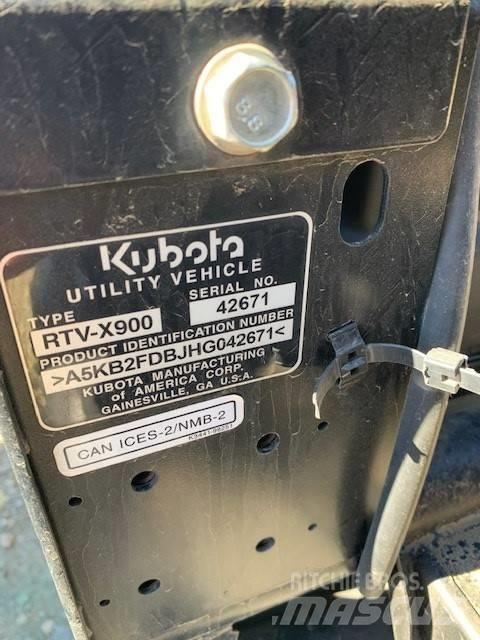 8.8
Kubota
UTILITY VEHICLE
TYPE SERIAL NO.
RTV-X900 42671
PRODUCT IDENTIFICATION NUMBER
>A5KB2FDBJHG042671<
KUBOTA MANUFACTURING
of AMERICA CORP.
GAINESVILLE, GA U.S.A.
CAN ICES-2/NMB-2
RITCHIE BROS.
MASCUS